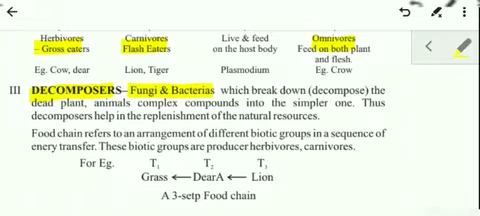 Herbivores Carnivores Live & feed Omnivores
– Gross eaters Flash Eaters on the host body Feed on both plant
and flesh.
Eg. Cow, dear Lion, Tiger Plasmodium Eg. Crow
III DECOMPOSERS– Fungi & Bacterias which break down (decompose) the
dead plant, animals complex compounds into the simpler one. Thus
decomposers help in the replenishment of the natural resources.
Food chain refers to an arrangement of different biotic groups in a sequence of
enery transfer. These biotic groups are producer herbivores, carnivores.
For Eg. T₁ T₂ T₃
Grass ← DearA ← Lion
A 3-setp Food chain